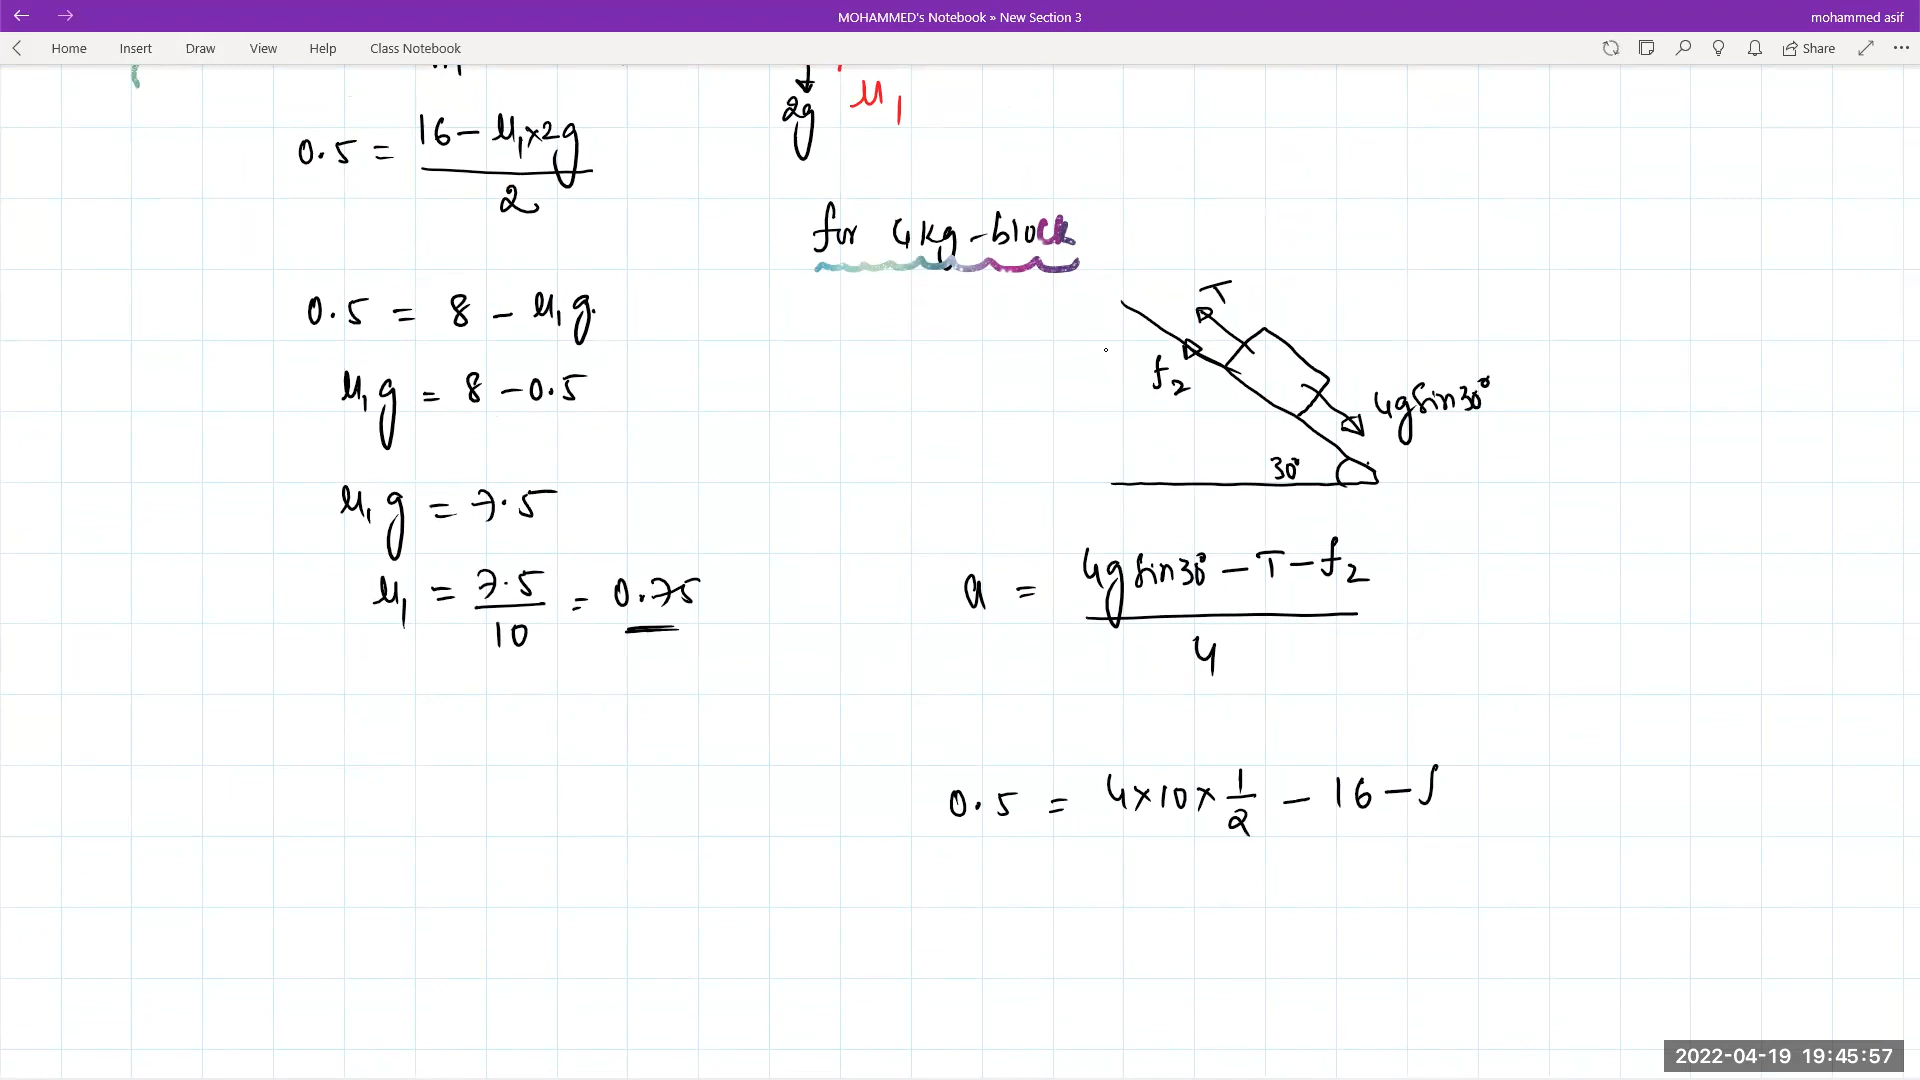 MOHAMMED's Notebook » New Section 3
mohammed asif
Home Insert Draw View Help Class Notebook
Share
2g μ₁
0.5 = (16 - μ₁×2g)/2
for 4kg-block
0.5 = 8 - μ₁g.
T
f₂
4g sin30°
30°
μ₁g = 8 - 0.5
μ₁g = 7.5
μ₁ = 7.5/10 = 0.75
a = (4g sin30° - T - f₂)/4
0.5 = 4×10×1/2 - 16 - f
2022-04-19 19:45:57